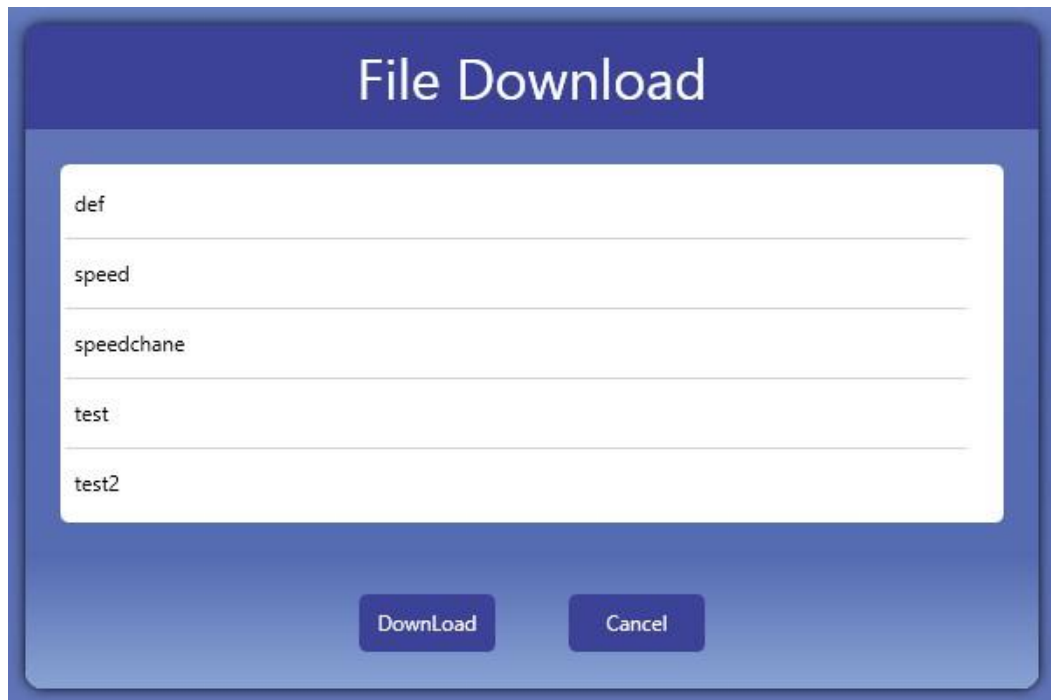 File Download
def
speed
speedchane
test
test2
DownLoad Cancel